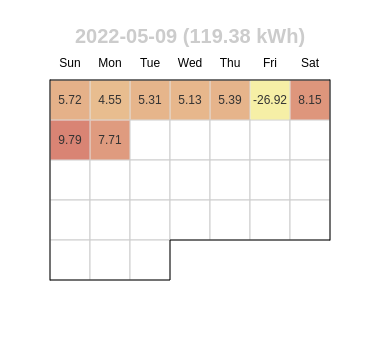 2022-05-09 (119.38 kWh)
Sun Mon Tue Wed Thu Fri Sat
5.72 4.55 5.31 5.13 5.39 -26.92 8.15
9.79 7.71